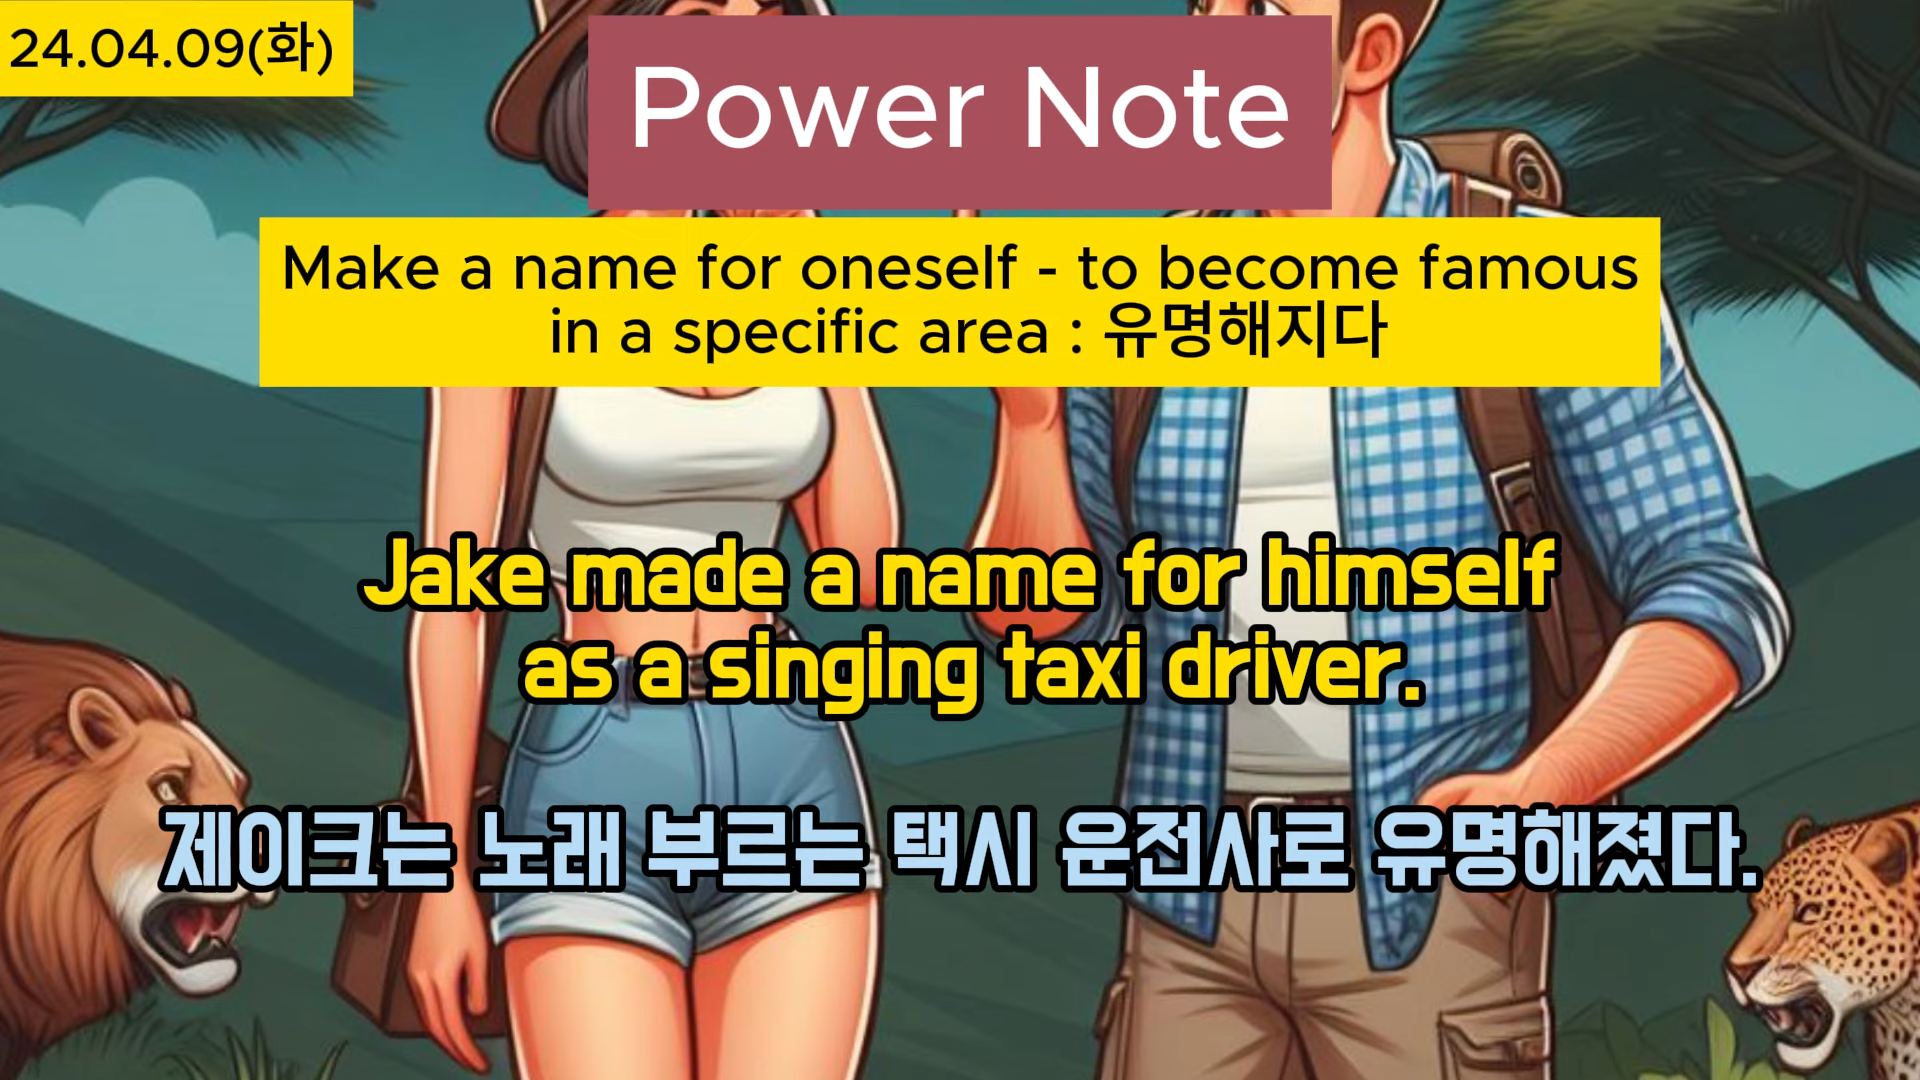 24.04.09(화)
Power Note
Make a name for oneself - to become famous
in a specific area : 유명해지다
Jake made a name for himself
as a singing taxi driver.
제이크는 노래 부르는 택시 운전사로 유명해졌다.